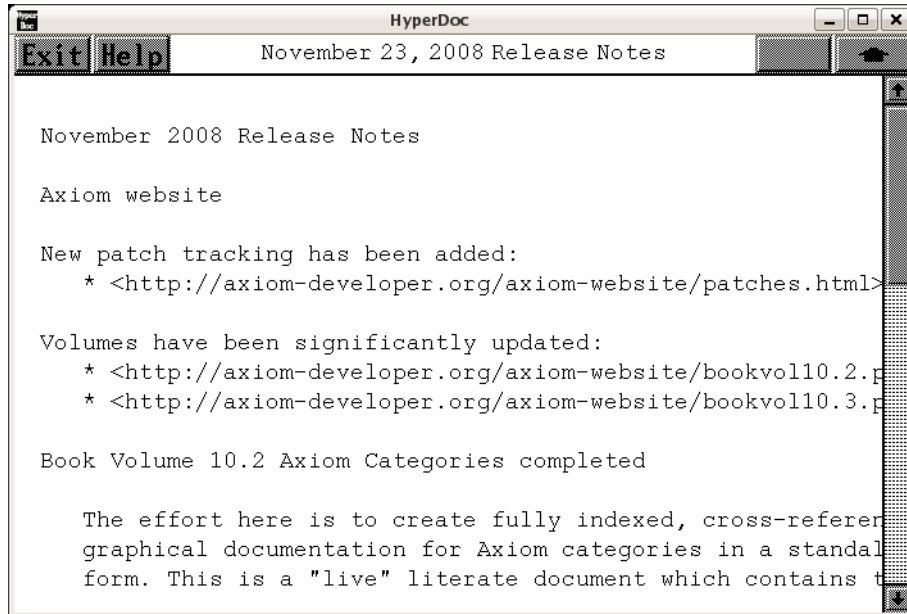 Hyper Doc
HyperDoc
Exit Help November 23, 2008 Release Notes
November 2008 Release Notes
Axiom website
New patch tracking has been added:
* <http://axiom-developer.org/axiom-website/patches.html>
Volumes have been significantly updated:
* <http://axiom-developer.org/axiom-website/bookvol10.2.p
* <http://axiom-developer.org/axiom-website/bookvol10.3.p
Book Volume 10.2 Axiom Categories completed
The effort here is to create fully indexed, cross-referen
graphical documentation for Axiom categories in a standal
form. This is a "live" literate document which contains t